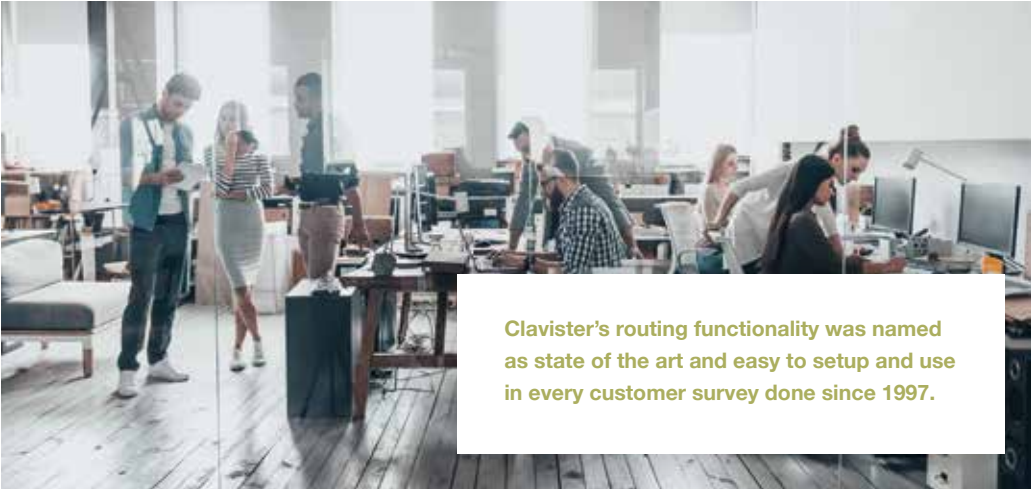 Clavister’s routing functionality was named
as state of the art and easy to setup and use
in every customer survey done since 1997.